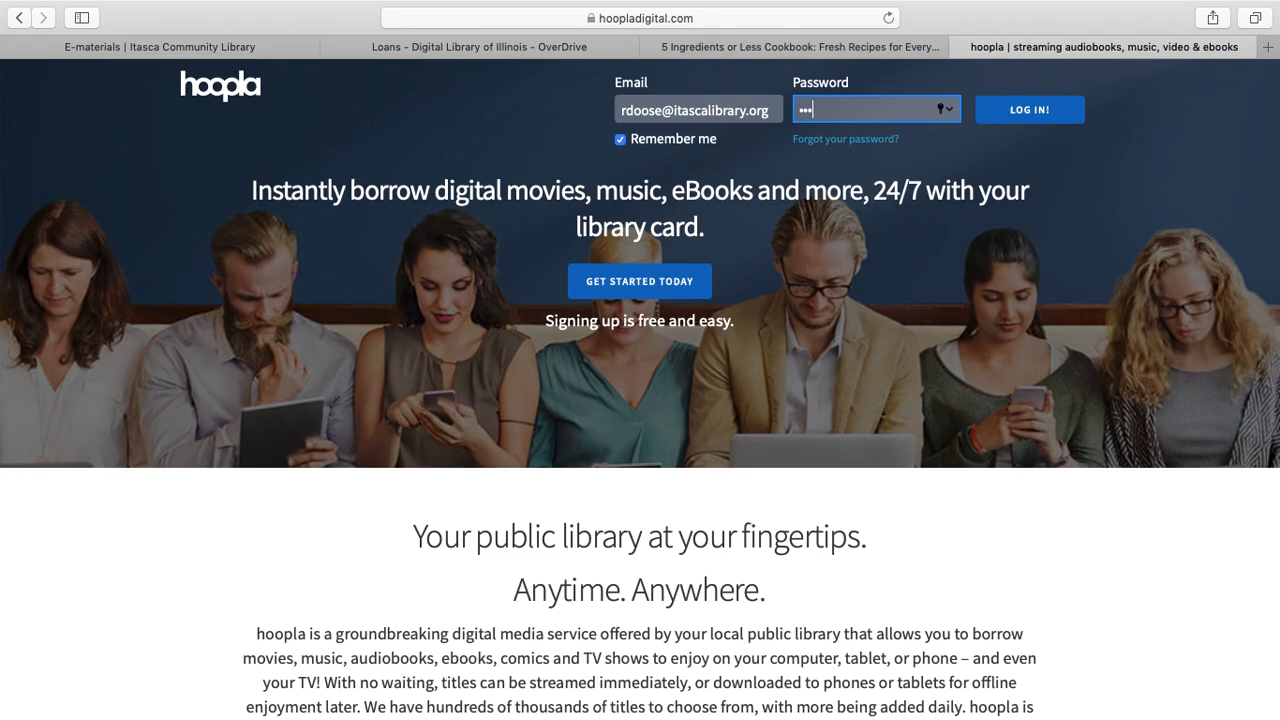 hoopladigital.com
E-materials | Itasca Community Library
Loans - Digital Library of Illinois - OverDrive
5 Ingredients or Less Cookbook: Fresh Recipes for Every...
hoopla | streaming audiobooks, music, video & ebooks
hoopla
Email
Password
rdoose@itascalibrary.org
•••
LOG IN!
Remember me
Forgot your password?
Instantly borrow digital movies, music, eBooks and more, 24/7 with your
library card.
GET STARTED TODAY
Signing up is free and easy.
Your public library at your fingertips.
Anytime. Anywhere.
hoopla is a groundbreaking digital media service offered by your local public library that allows you to borrow
movies, music, audiobooks, ebooks, comics and TV shows to enjoy on your computer, tablet, or phone – and even
your TV! With no waiting, titles can be streamed immediately, or downloaded to phones or tablets for offline
enjoyment later. We have hundreds of thousands of titles to choose from, with more being added daily. hoopla is